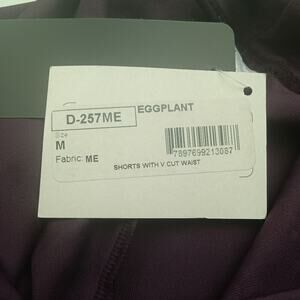 D-257ME EGGPLANT
Size
M
Fabric: ME
7897699213087
SHORTS WITH V.CUT WAIST